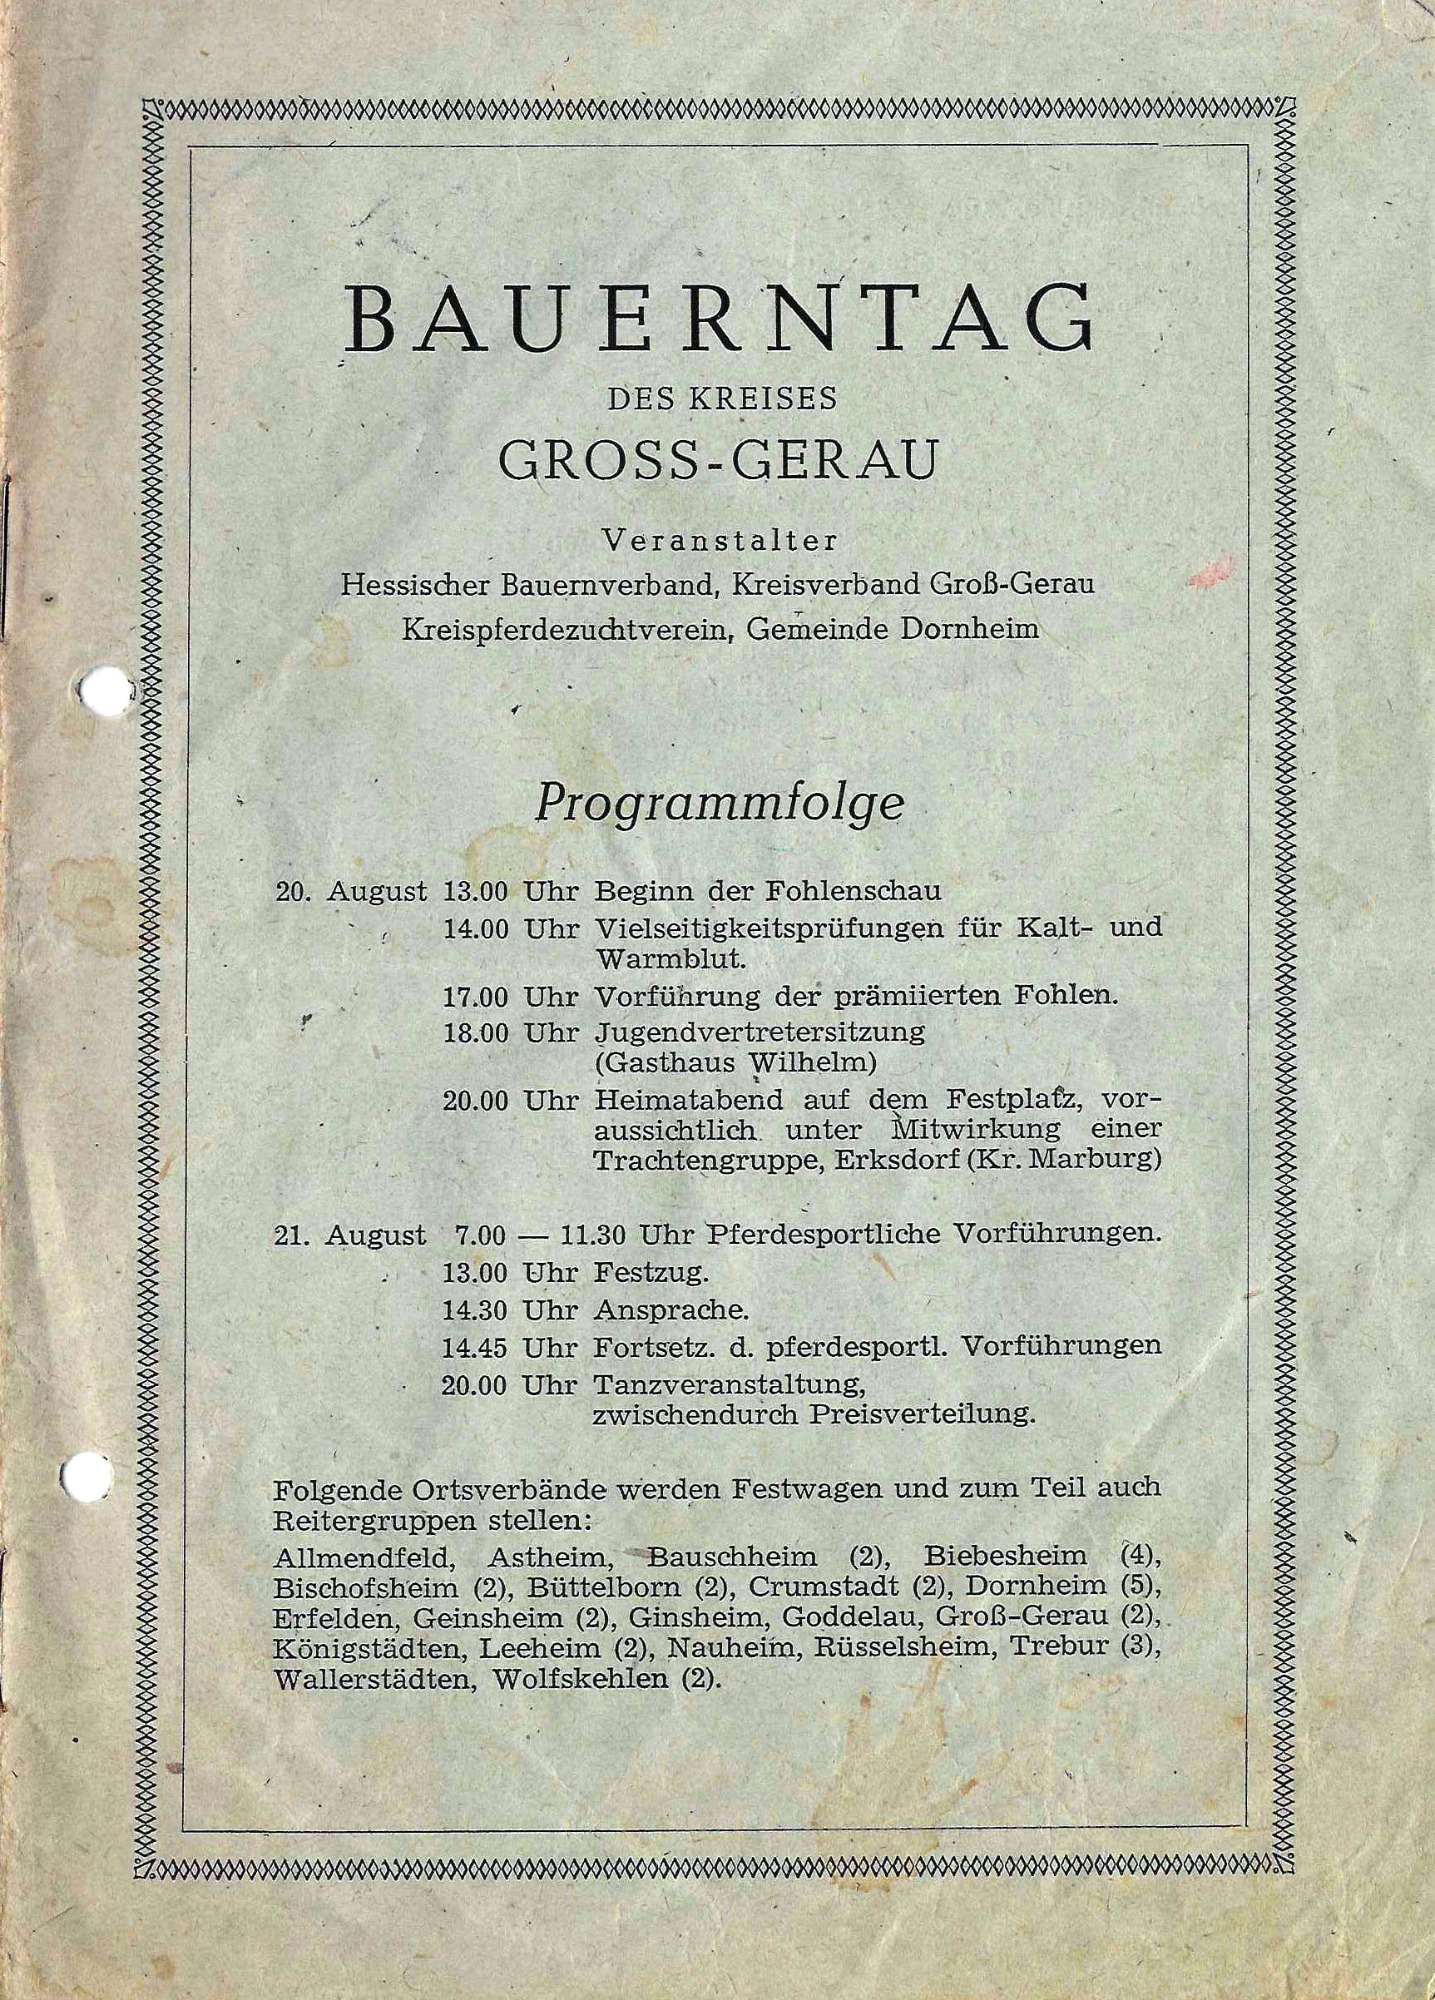 BAUERNTAG
DES KREISES
GROSS-GERAU
Veranstalter
Hessischer Bauernverband, Kreisverband Groß-Gerau
Kreispferdezuchtverein, Gemeinde Dornheim
Programmfolge
20. August 13.00 Uhr Beginn der Fohlenschau
14.00 Uhr Vielseitigkeitsprüfungen für Kalt- und
Warmblut.
17.00 Uhr Vorführung der prämiierten Fohlen.
18.00 Uhr Jugendvertretersitzung
(Gasthaus Wilhelm)
20.00 Uhr Heimatabend auf dem Festplatz, vor-
aussichtlich unter Mitwirkung einer
Trachtengruppe, Erksdorf (Kr. Marburg)
21. August 7.00 — 11.30 Uhr Pferdesportliche Vorführungen.
13.00 Uhr Festzug.
14.30 Uhr Ansprache.
14.45 Uhr Fortsetz. d. pferdesportl. Vorführungen
20.00 Uhr Tanzveranstaltung,
zwischendurch Preisverteilung.
Folgende Ortsverbände werden Festwagen und zum Teil auch
Reitergruppen stellen:
Allmendfeld, Astheim, Bauschheim (2), Biebesheim (4),
Bischofsheim (2), Büttelborn (2), Crumstadt (2), Dornheim (5),
Erfelden, Geinsheim (2), Ginsheim, Goddelau, Groß-Gerau (2),
Königstädten, Leeheim (2), Nauheim, Rüsselsheim, Trebur (3),
Wallerstädten, Wolfskehlen (2).